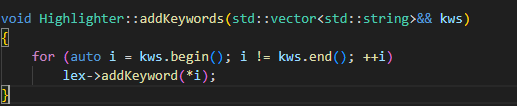 void Highlighter::addKeywords(std::vector<std::string>&& kws)
{
    for (auto i = kws.begin(); i != kws.end(); ++i)
        lex->addKeyword(*i);
}